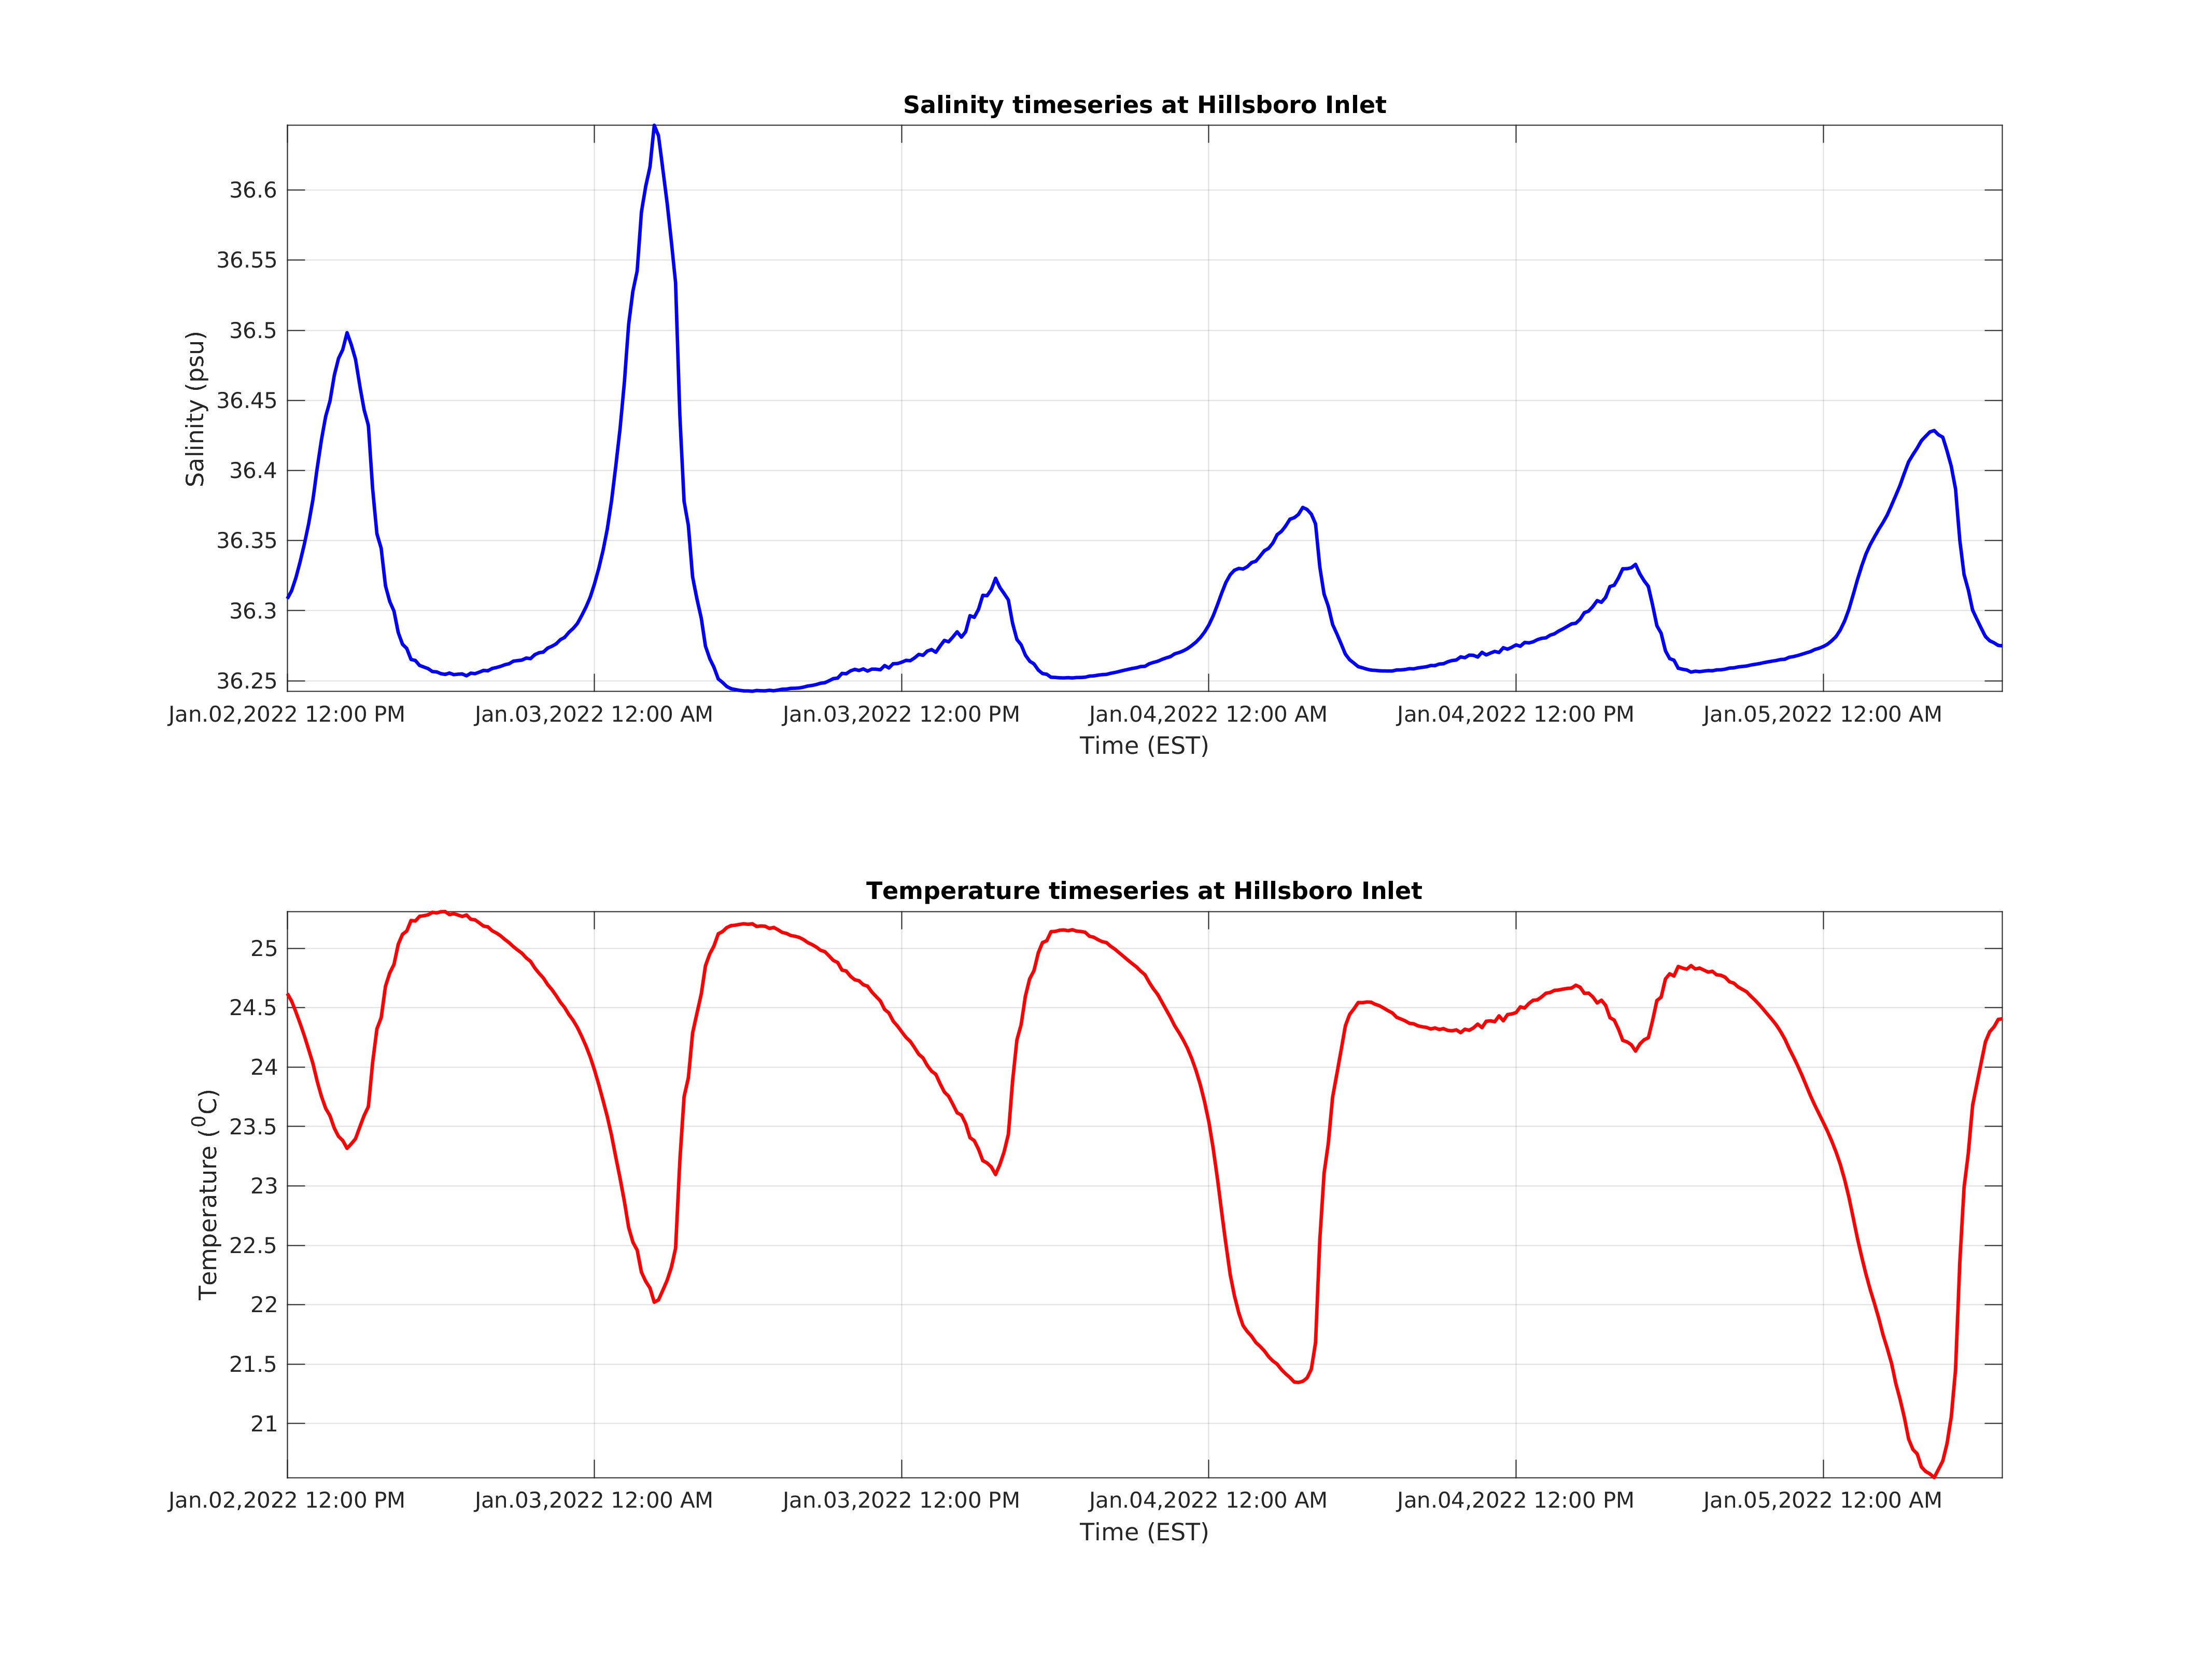 Salinity timeseries at Hillsboro Inlet
36.6
36.55
36.5
36.45
36.4
36.35
36.3
36.25
Salinity (psu)
Jan.02,2022 12:00 PM Jan.03,2022 12:00 AM Jan.03,2022 12:00 PM Jan.04,2022 12:00 AM Jan.04,2022 12:00 PM Jan.05,2022 12:00 AM
Time (EST)
Temperature timeseries at Hillsboro Inlet
25
24.5
24
23.5
23
22.5
22
21.5
21
Temperature (⁰C)
Jan.02,2022 12:00 PM Jan.03,2022 12:00 AM Jan.03,2022 12:00 PM Jan.04,2022 12:00 AM Jan.04,2022 12:00 PM Jan.05,2022 12:00 AM
Time (EST)